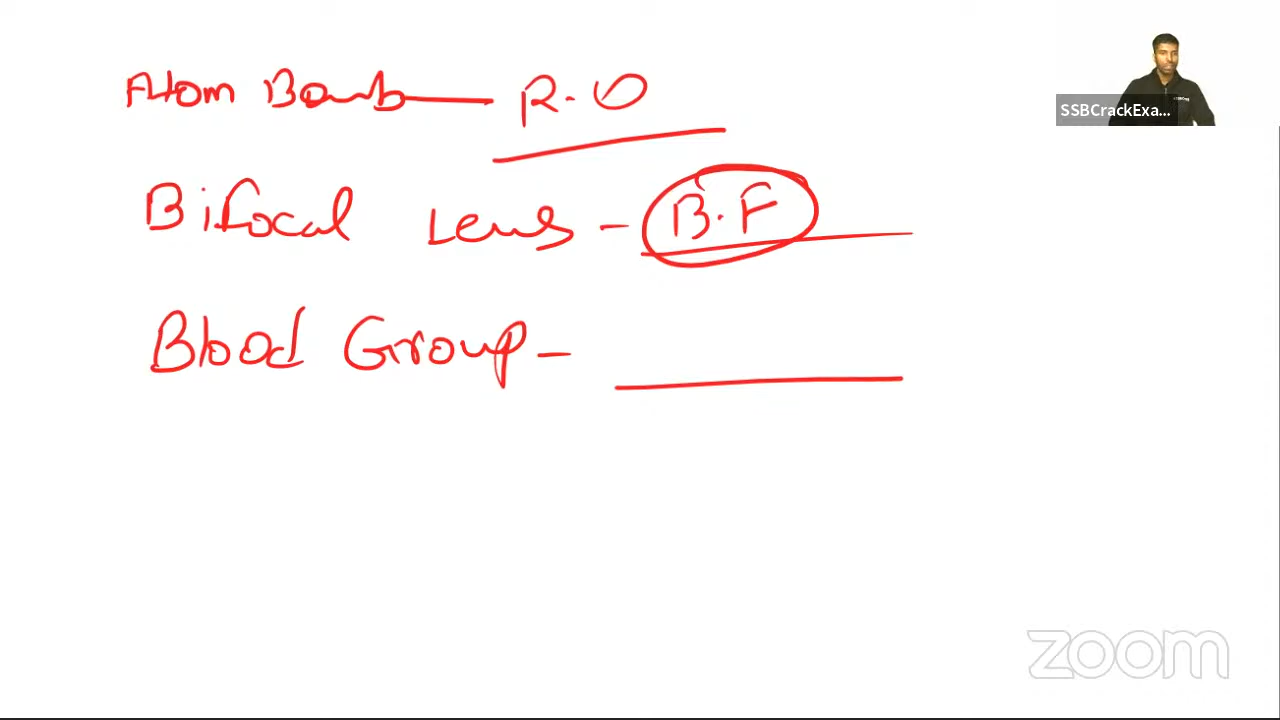 Atom Bomb — R. O
SSBCrackExa...
Bifocal Lens - B.F
Blood Group -
zoom